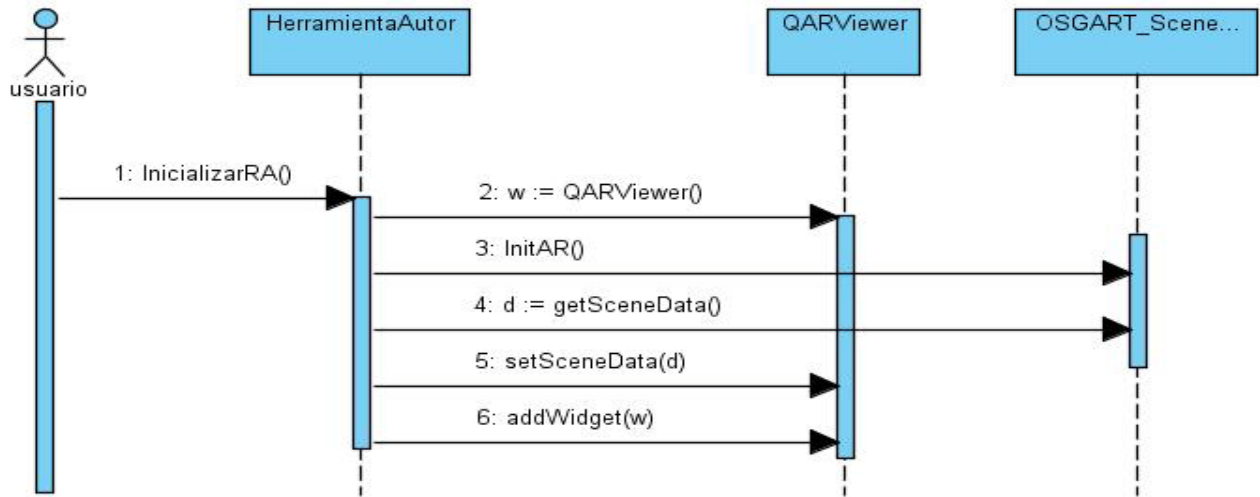 HerramientaAutor
QARViewer
OSGART_Scene...
usuario
1: InicializarRA()
2: w := QARViewer()
3: InitAR()
4: d := getSceneData()
5: setSceneData(d)
6: addWidget(w)